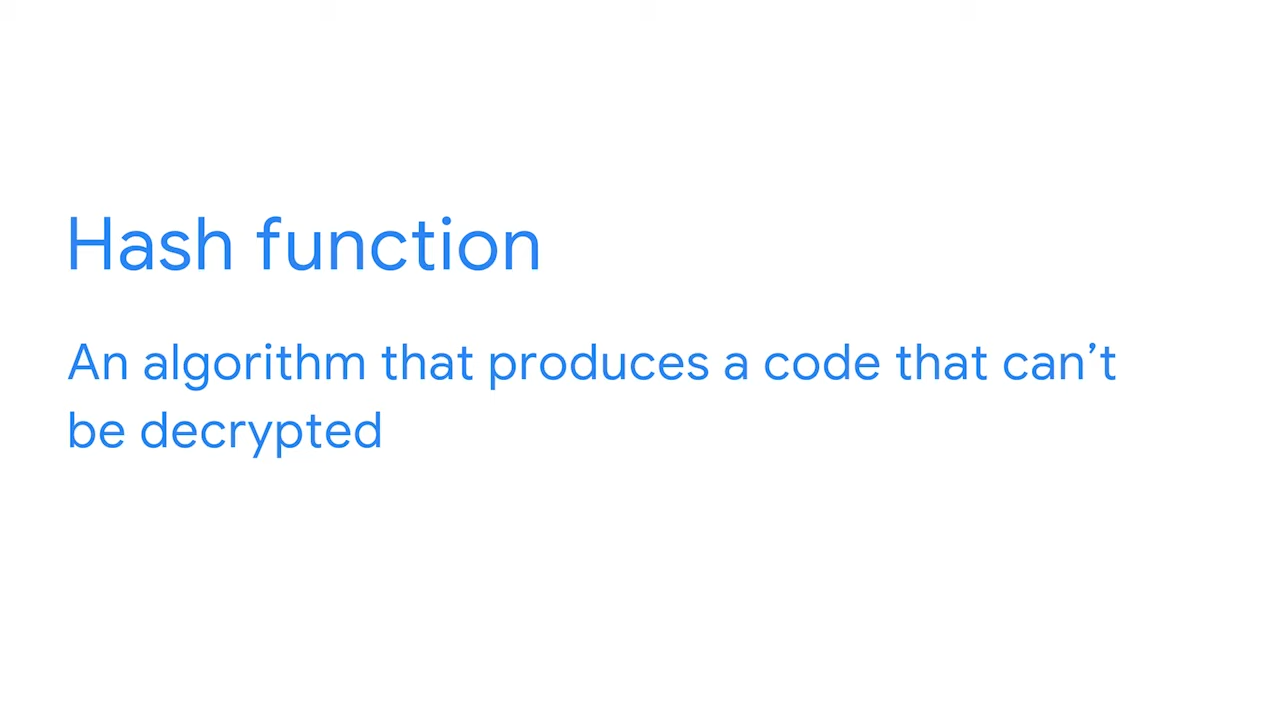 Hash function
An algorithm that produces a code that can’t
be decrypted